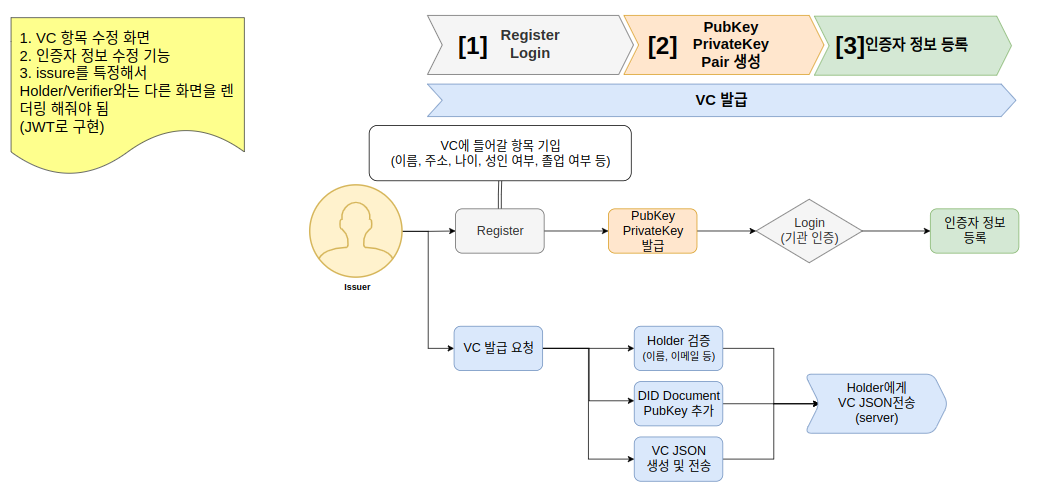 1. VC 항목 수정 화면
2. 인증자 정보 수정 기능
3. issure를 특정해서
Holder/Verifier와는 다른 화면을 렌
더링 해줘야 됨
(JWT로 구현)
[1] Register
Login
[2] PubKey
PrivateKey
Pair 생성
[3]인증자 정보 등록
VC 발급
VC에 들어갈 항목 기입
(이름, 주소, 나이, 성인 여부, 졸업 여부 등)
Issuer
Register
PubKey
PrivateKey
발급
Login
(기관 인증)
인증자 정보
등록
VC 발급 요청
Holder 검증
(이름, 이메일 등)
DID Document
PubKey 추가
VC JSON
생성 및 전송
Holder에게
VC JSON전송
(server)